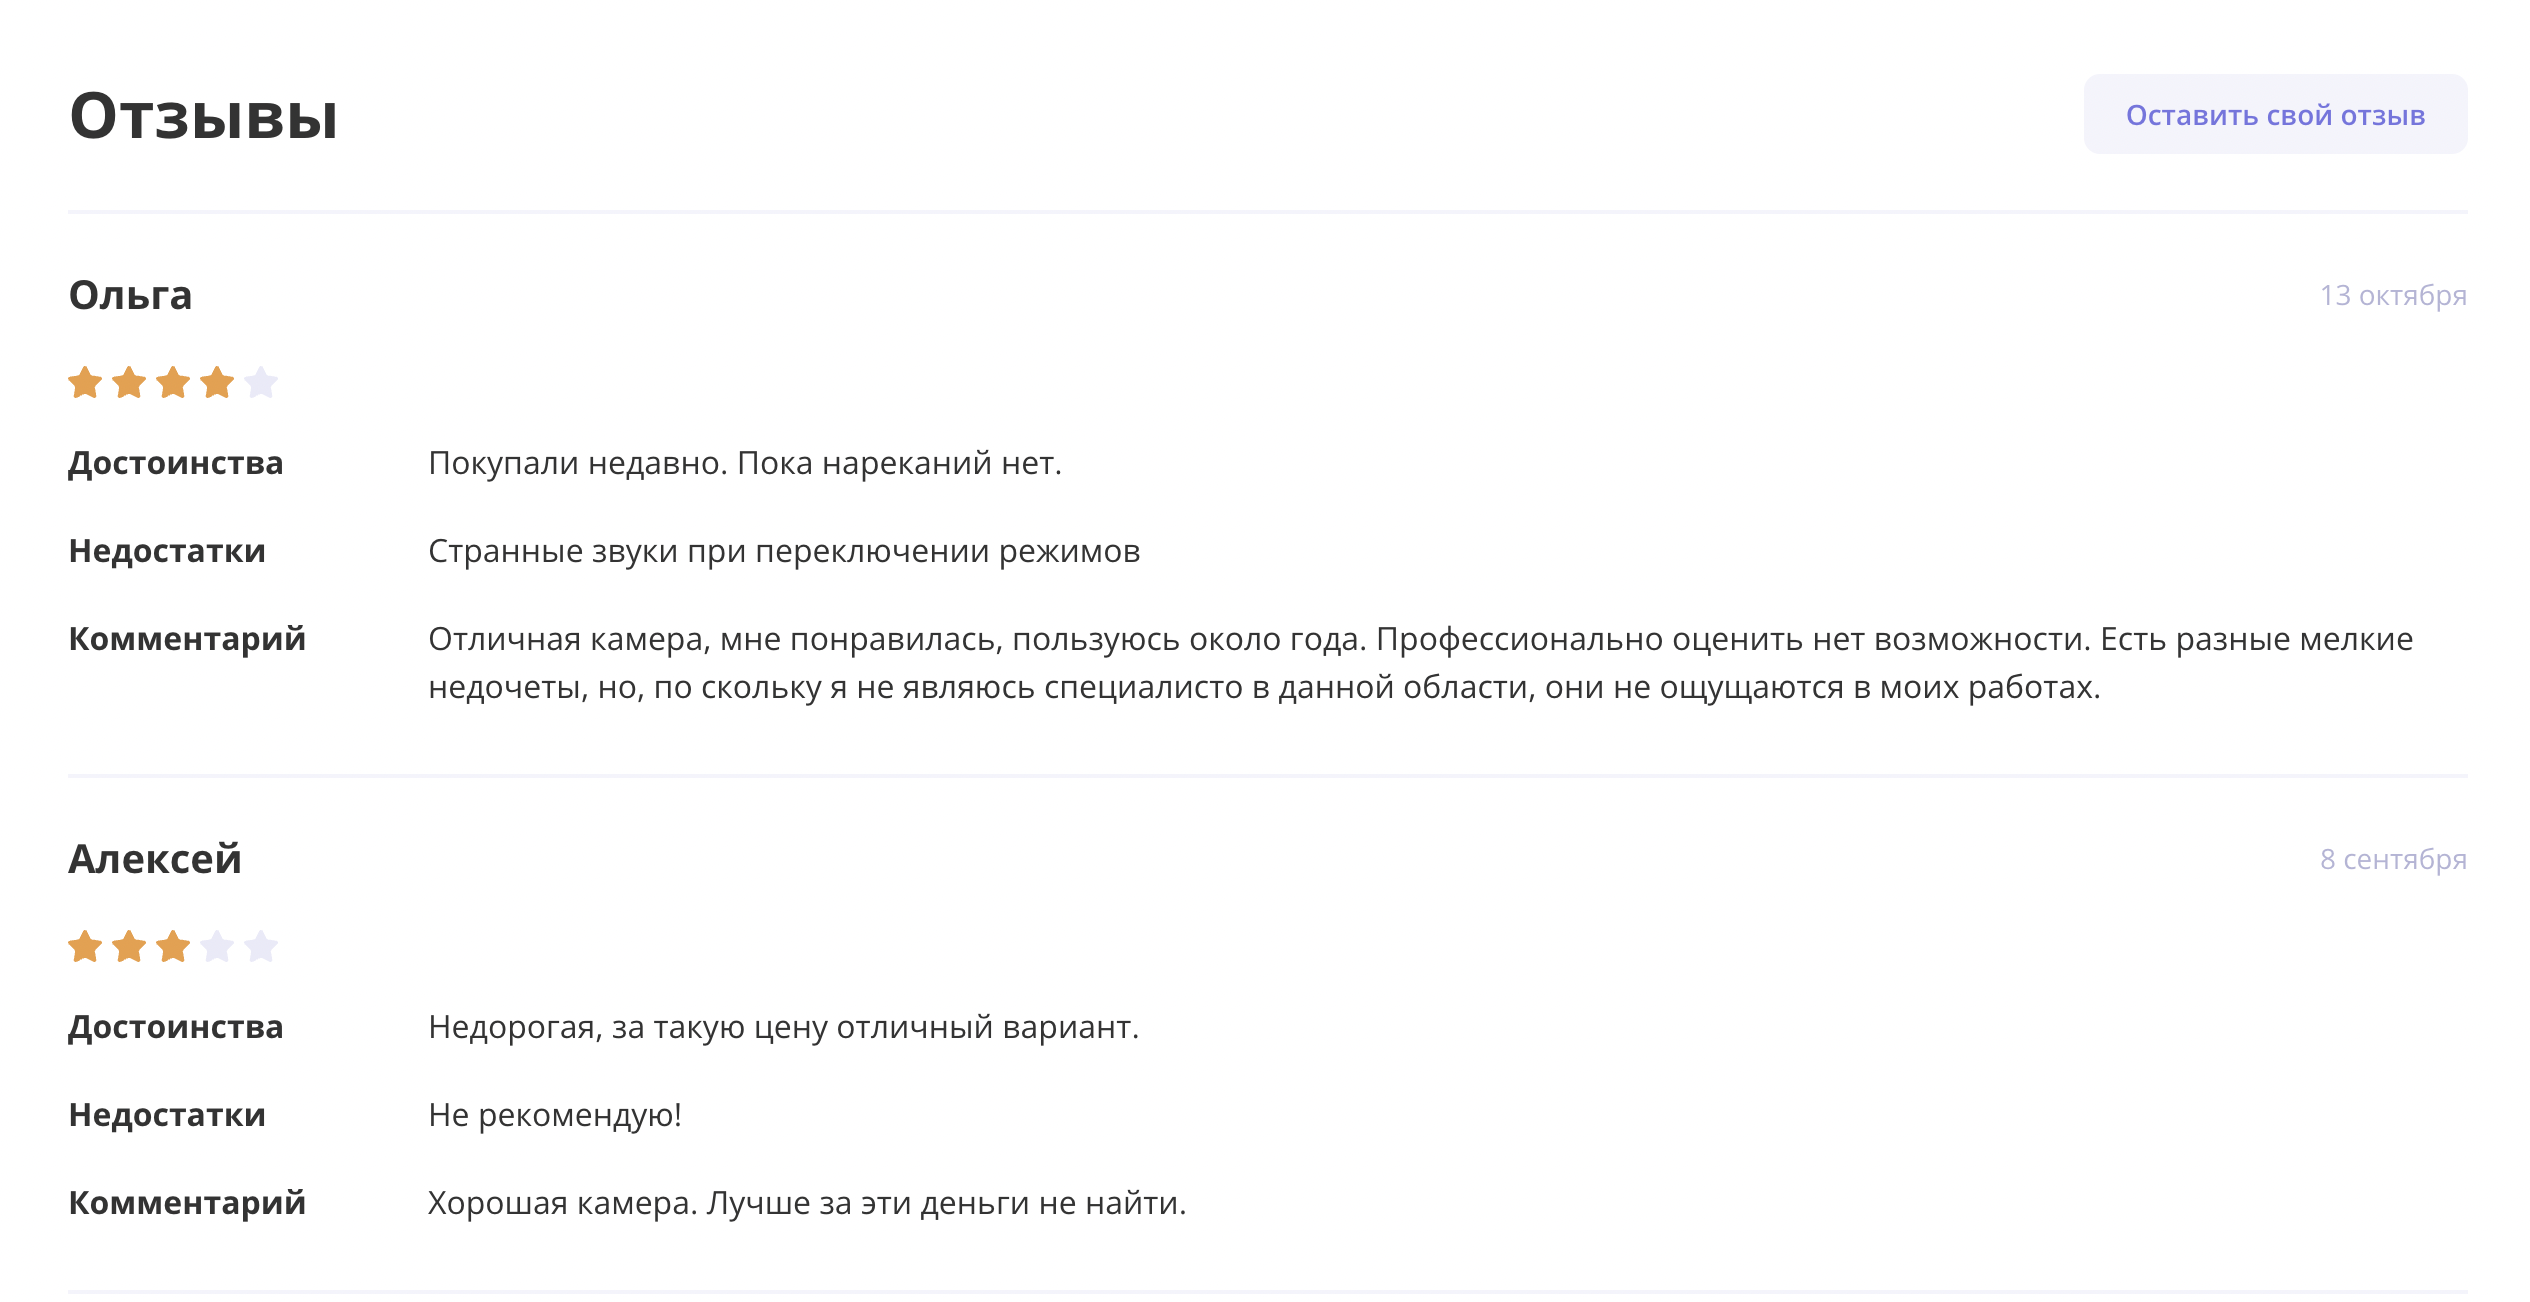 Отзывы
Оставить свой отзыв
Ольга
13 октября
Достоинства
Покупали недавно. Пока нареканий нет.
Недостатки
Странные звуки при переключении режимов
Комментарий
Отличная камера, мне понравилась, пользуюсь около года. Профессионально оценить нет возможности. Есть разные мелкие
недочеты, но, по скольку я не являюсь специалисто в данной области, они не ощущаются в моих работах.
Алексей
8 сентября
Достоинства
Недорогая, за такую цену отличный вариант.
Недостатки
Не рекомендую!
Комментарий
Хорошая камера. Лучше за эти деньги не найти.